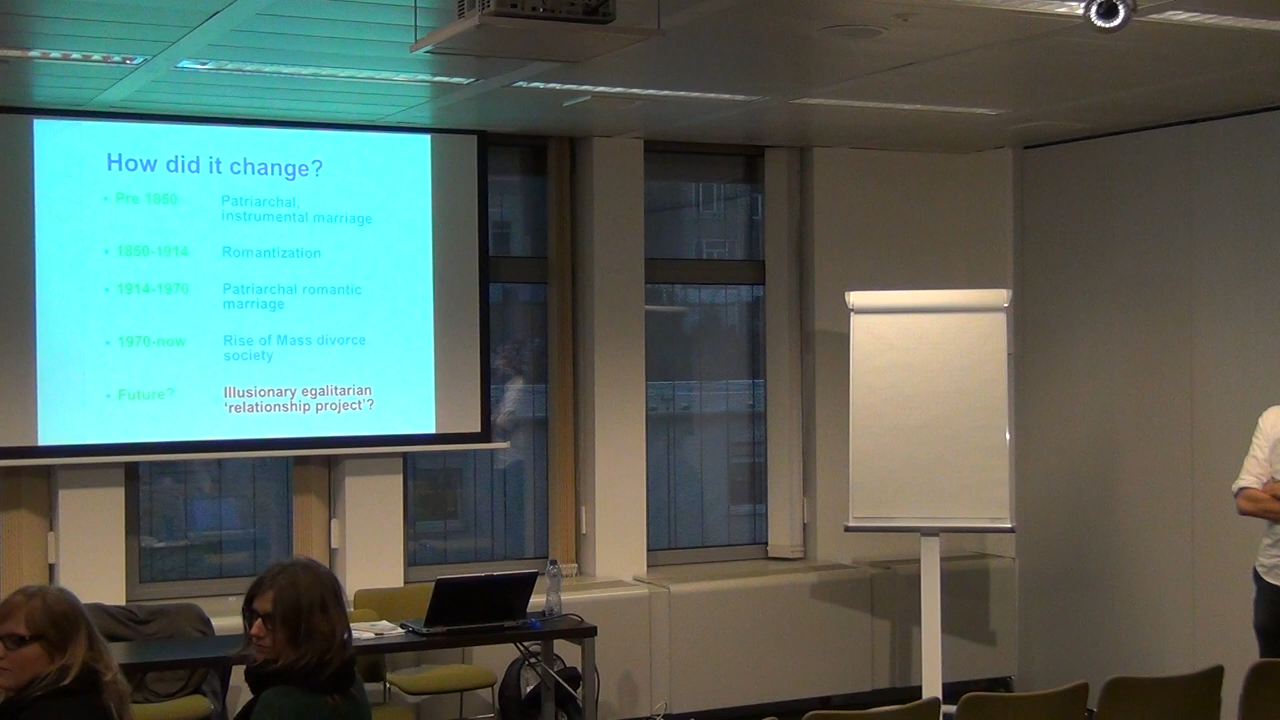 How did it change?
• Pre 1850 Patriarchal,
instrumental marriage
• 1850-1914 Romantization
• 1914-1970 Patriarchal romantic
marriage
• 1970-now Rise of Mass divorce
society
• Future? Illusionary egalitarian
'relationship project'?